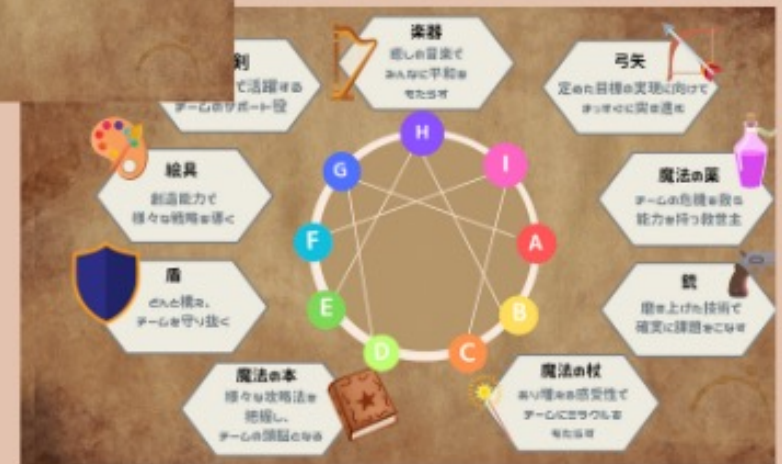 楽器
癒しの音楽で
みんなに平和を
もたらす
剣
で活躍する
チームのサポート役
弓矢
定めた目標の実現に向けて
まっすぐに突き進む
絵具
創造能力で
様々な戦略を導く
魔法の薬
チームの危機を救う
能力を持つ救世主
盾
どんと構え、
チームを守り抜く
銃
磨き上げた技術で
確実に課題をこなす
魔法の本
様々な攻略法を
把握し、
チームの頭脳となる
魔法の杖
あり増える感受性で
チームにミラクルを
もたらす
H
I
A
B
C
D
E
F
G